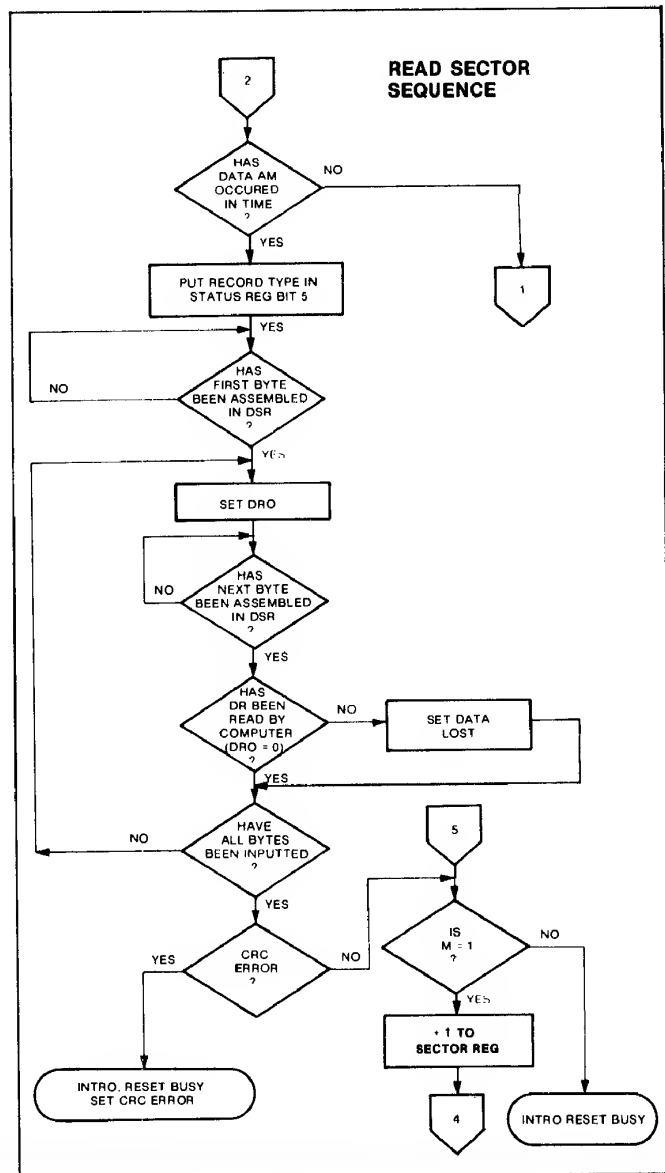 READ SECTOR
SEQUENCE
2
HAS
DATA AM
OCCURED
IN TIME
?
NO
YES
1
PUT RECORD TYPE IN
STATUS REG BIT 5
YES
NO
HAS
FIRST BYTE
BEEN ASSEMBLED
IN DSR
?
YES
SET DRO
NO
HAS
NEXT BYTE
BEEN ASSEMBLED
IN DSR
?
YES
HAS
DR BEEN
READ BY
COMPUTER
(DRO = 0)
?
NO
SET DATA
LOST
YES
NO
HAVE
ALL BYTES
BEEN INPUTTED
?
YES
5
YES
CRC
ERROR
?
NO
IS
M = 1
?
NO
YES
+ 1 TO
SECTOR REG
INTRO, RESET BUSY
SET CRC ERROR
4
INTRO RESET BUSY